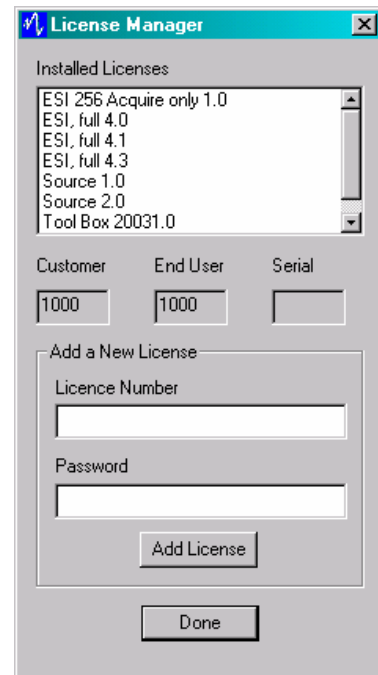 License Manager
Installed Licenses
ESI 256 Acquire only 1.0
ESI, full 4.0
ESI, full 4.1
ESI, full 4.3
Source 1.0
Source 2.0
Tool Box 20031.0
Customer End User Serial
1000 1000
Add a New License
Licence Number
Password
Add License
Done